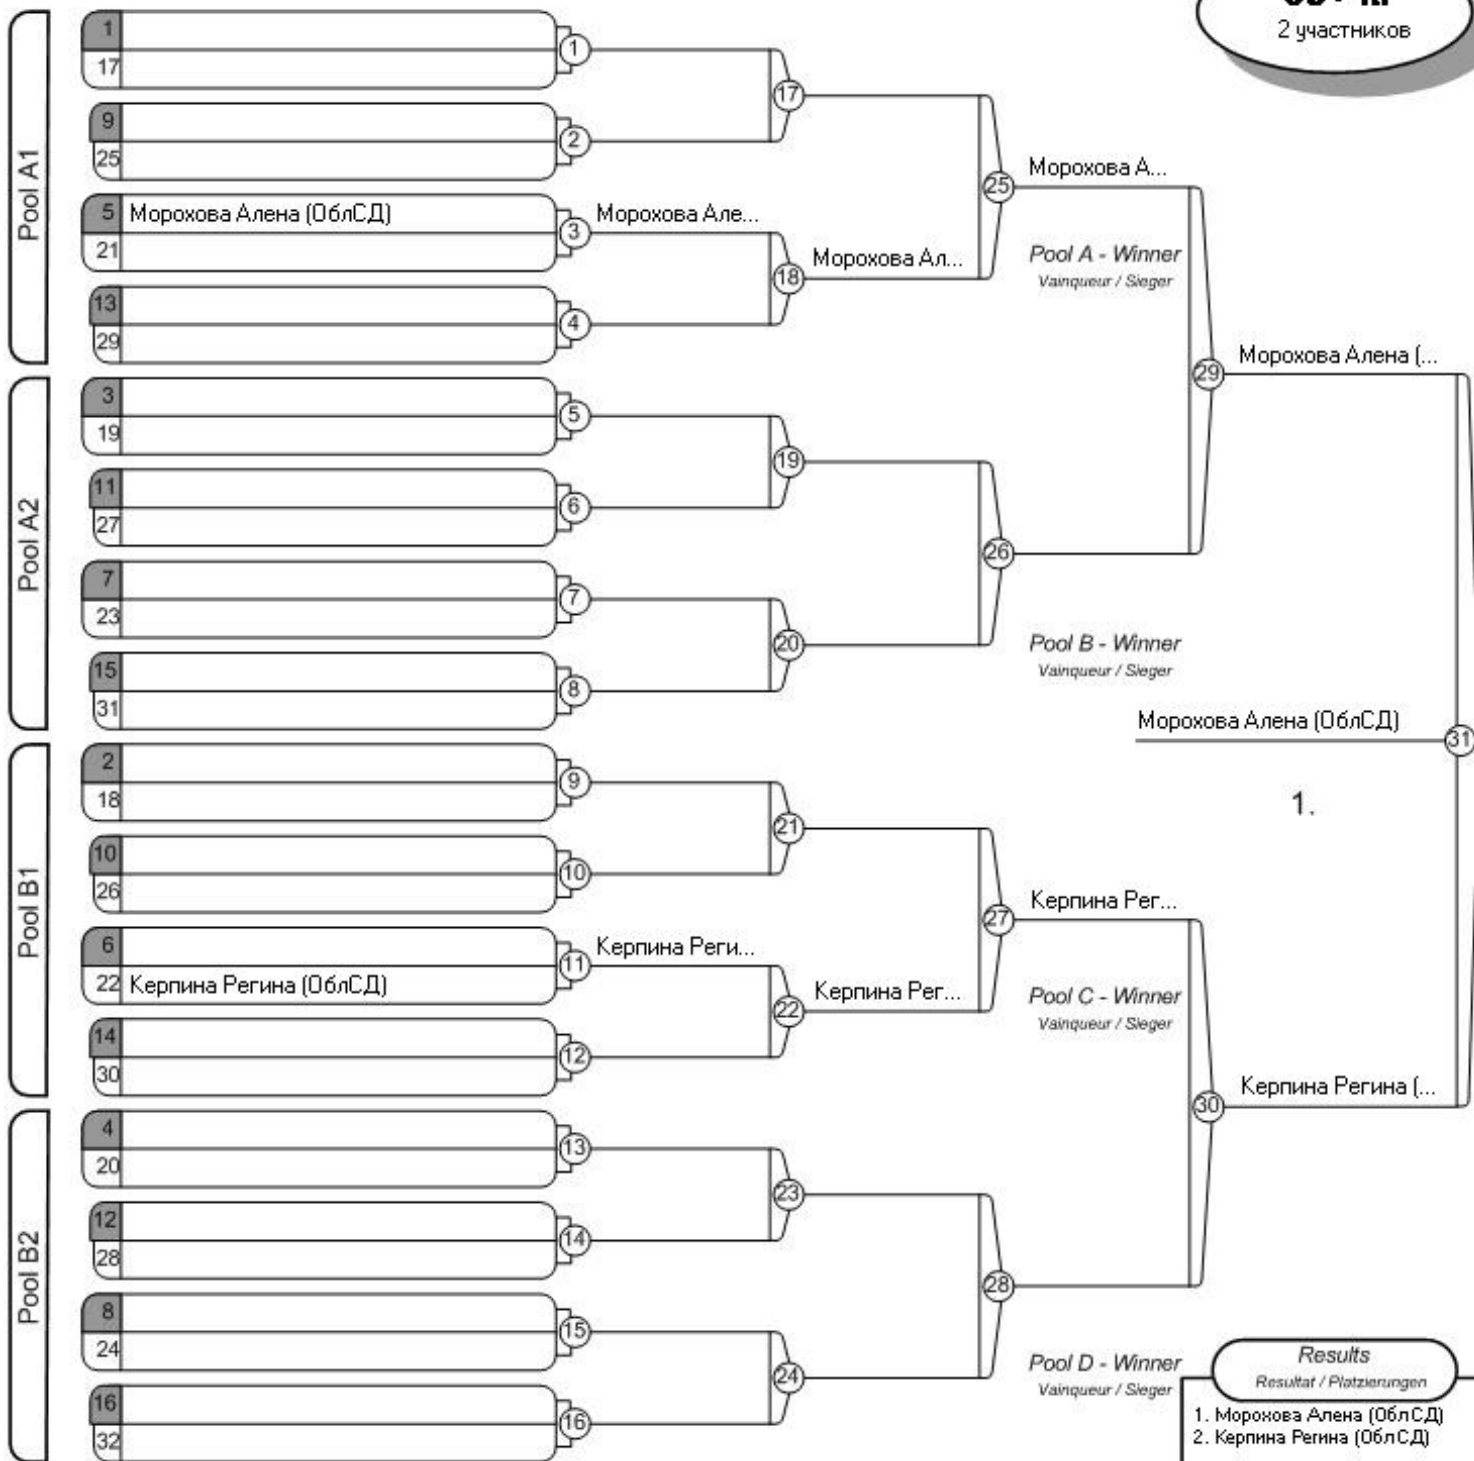 2 участников
Pool A1
1
17
1
9
25
2
17
5 Морохова Алена (ОблСД)
21
3
Морохова Але...
13
29
4
18
Морохова Ал...
25
Морохова А...
Pool A - Winner
Vainqueur / Sieger
Pool A2
3
19
5
11
27
6
19
7
23
7
15
31
8
20
26
Pool B - Winner
Vainqueur / Sieger
29
Морохова Алена (...
Морохова Алена (ОблСД)
31
1.
Pool B1
2
18
9
10
26
10
21
6
22 Керпина Регина (ОблСД)
11
Керпина Реги...
14
30
12
22
Керпина Рег...
27
Керпина Рег...
Pool C - Winner
Vainqueur / Sieger
30
Керпина Регина (...
Pool B2
4
20
13
12
28
14
23
8
24
15
16
32
16
24
28
Pool D - Winner
Vainqueur / Sieger
Results
Resultat / Platzierungen
1. Морохова Алена (ОблСД)
2. Керпина Регина (ОблСД)